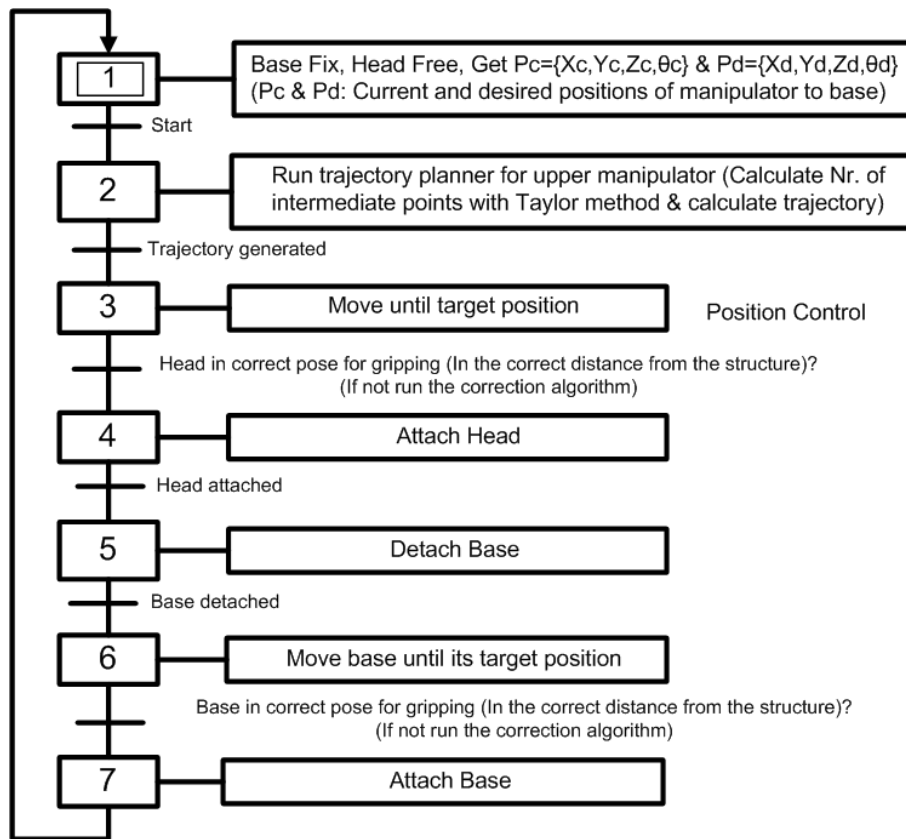 1
Base Fix, Head Free, Get Pc={Xc,Yc,Zc,θc} & Pd={Xd,Yd,Zd,θd}
(Pc & Pd: Current and desired positions of manipulator to base)
Start
2
Run trajectory planner for upper manipulator (Calculate Nr. of
intermediate points with Taylor method & calculate trajectory)
Trajectory generated
3
Move until target position
Position Control
Head in correct pose for gripping (In the correct distance from the structure)?
(If not run the correction algorithm)
4
Attach Head
Head attached
5
Detach Base
Base detached
6
Move base until its target position
Base in correct pose for gripping (In the correct distance from the structure)?
(If not run the correction algorithm)
7
Attach Base